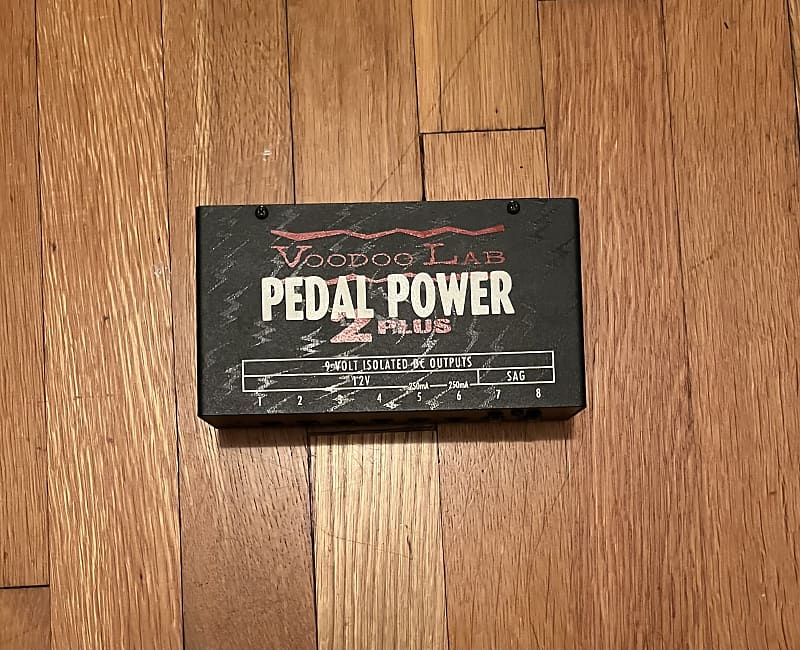 VOODOO LAB
PEDAL POWER
2 PLUS
9-VOLT ISOLATED DC OUTPUTS
12V SAG
250mA 250mA
1 2 3 4 5 6 7 8